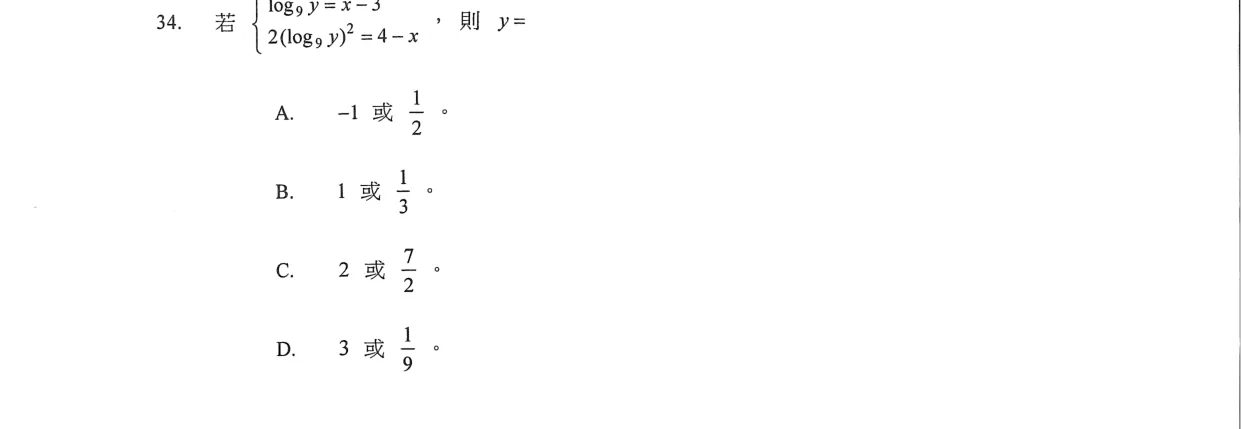 34. 若 { log₉ y = x − 3
2(log₉ y)² = 4 − x ，則 y =
A. −1 或 1/2 。
B. 1 或 1/3 。
C. 2 或 7/2 。
D. 3 或 1/9 。